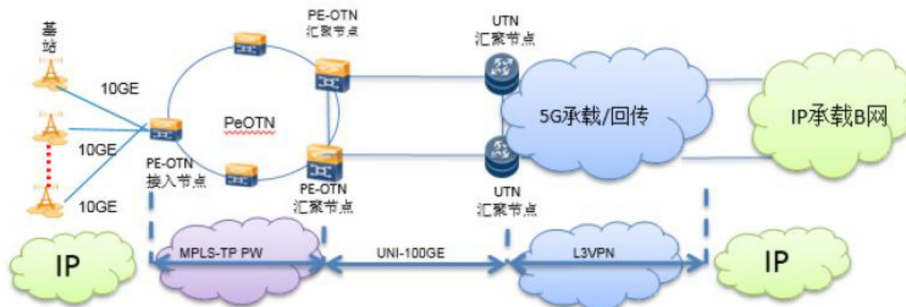 基
站
10GE
10GE
10GE
PE-OTN
接入节点
PeOTN
PE-OTN
汇聚节点
PE-OTN
汇聚节点
UTN
汇聚节点
UTN
汇聚节点
5G承载/回传
IP承载B网
IP
MPLS-TP PW
UNI-100GE
L3VPN
IP